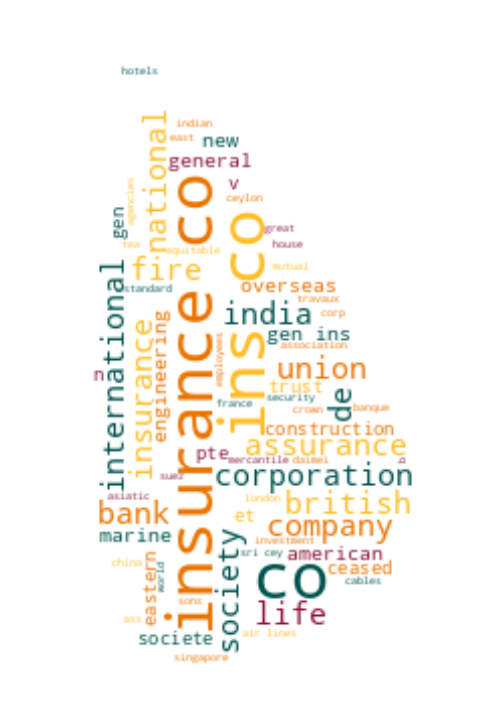 hotels
indian
east
new
national
general
v
agencies
ceylon
gen
insurance co
ins co
great
tea
house
equitable
fire
mutual
standard
overseas
international
travaux
india
corp
engineering
gen ins
insurance
employees
association
union
n
trust
de
security
france
crown
banque
construction
assurance
pte
mercantile
daimei
suez
corporation
asiatic
london
british
bank
et
company
marine
society
investment
sri cey
american
china
eastern
world
co
ceased
cables
sons
life
ass
air lines
societe
singapore